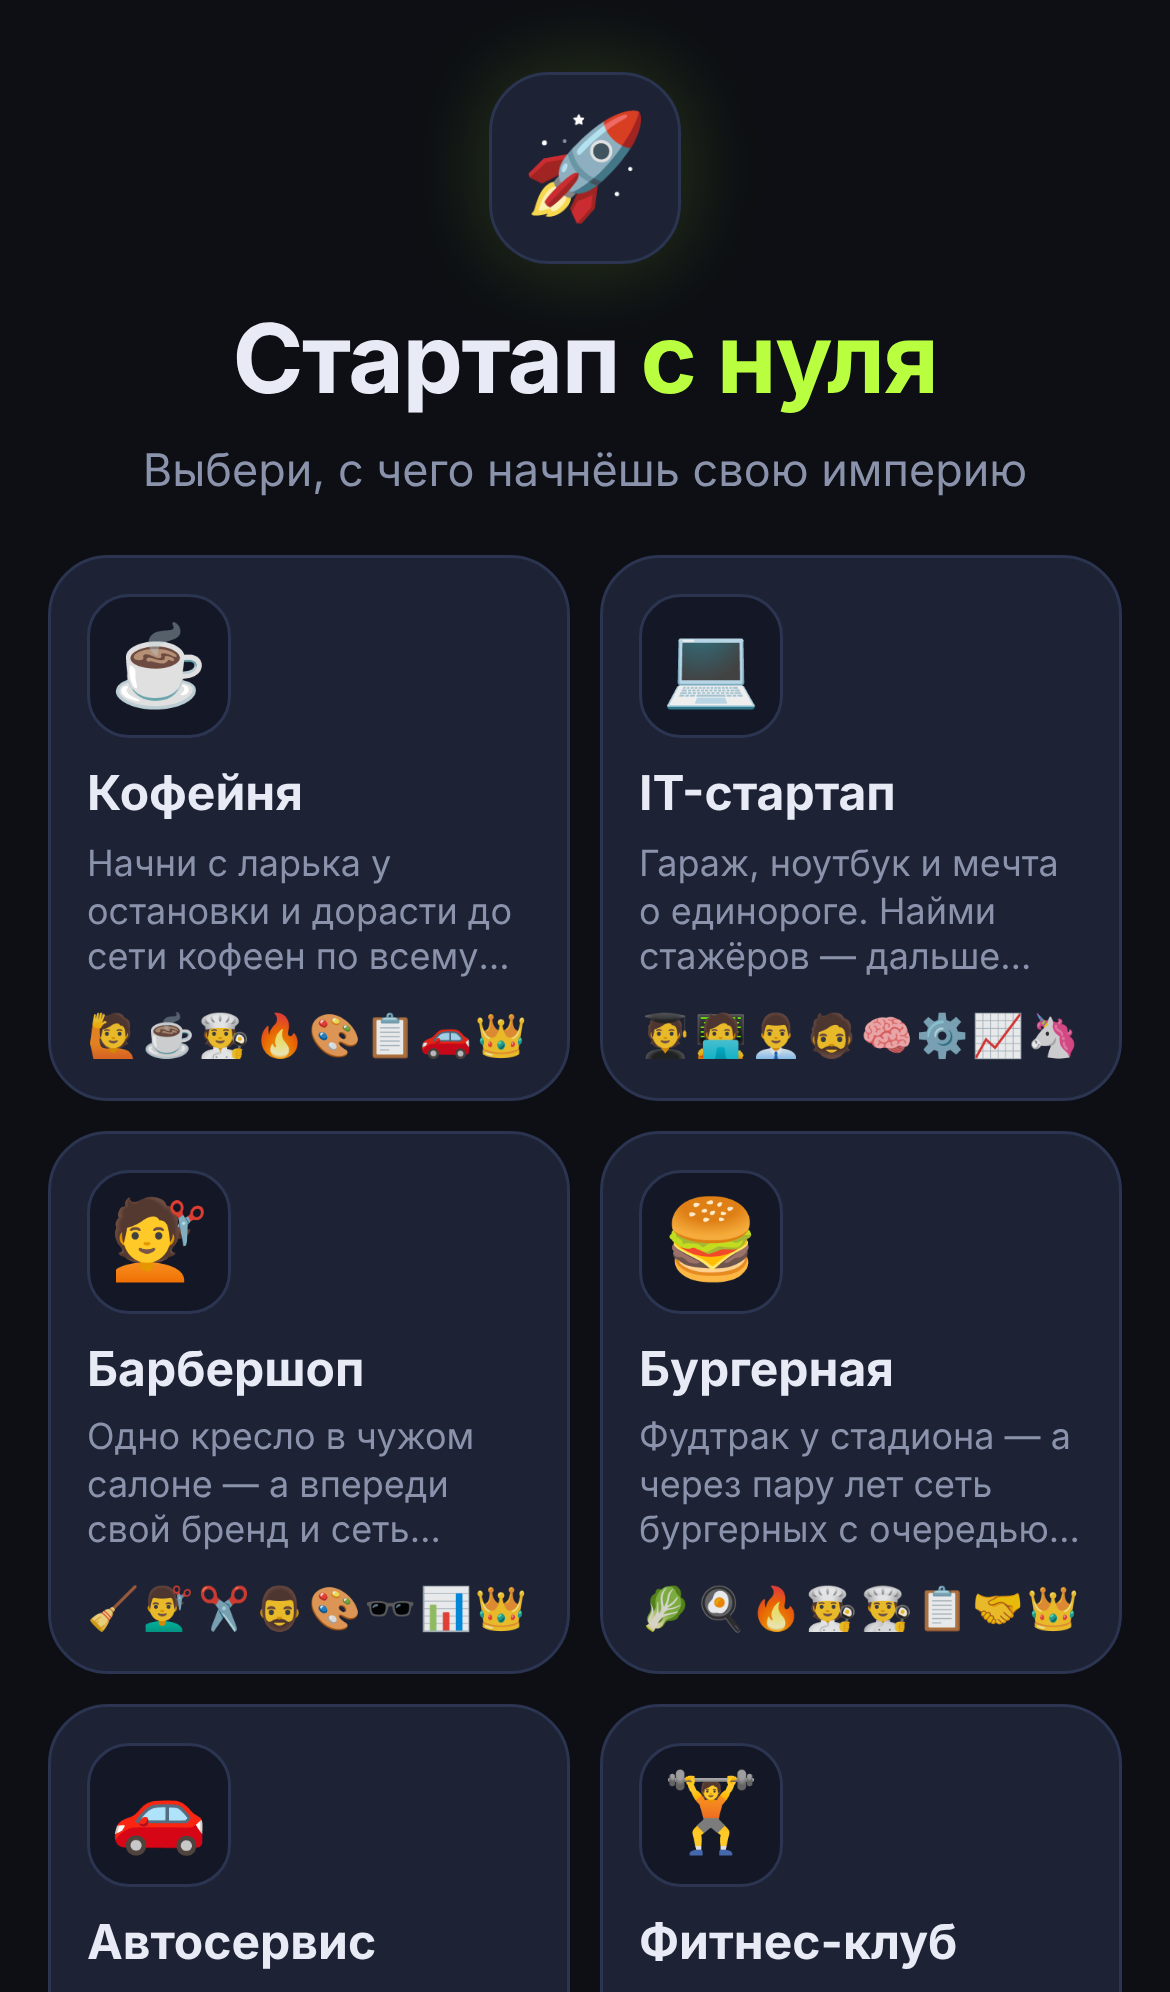 Стартап с нуля
Выбери, с чего начнёшь свою империю
Кофейня
Начни с ларька у
остановки и дорасти до
сети кофеен по всему...
IT-стартап
Гараж, ноутбук и мечта
о единороге. Найми
стажёров — дальше...
Барбершоп
Одно кресло в чужом
салоне — а впереди
свой бренд и сеть...
Бургерная
Фудтрак у стадиона — а
через пару лет сеть
бургерных с очередью...
Автосервис
Фитнес-клуб